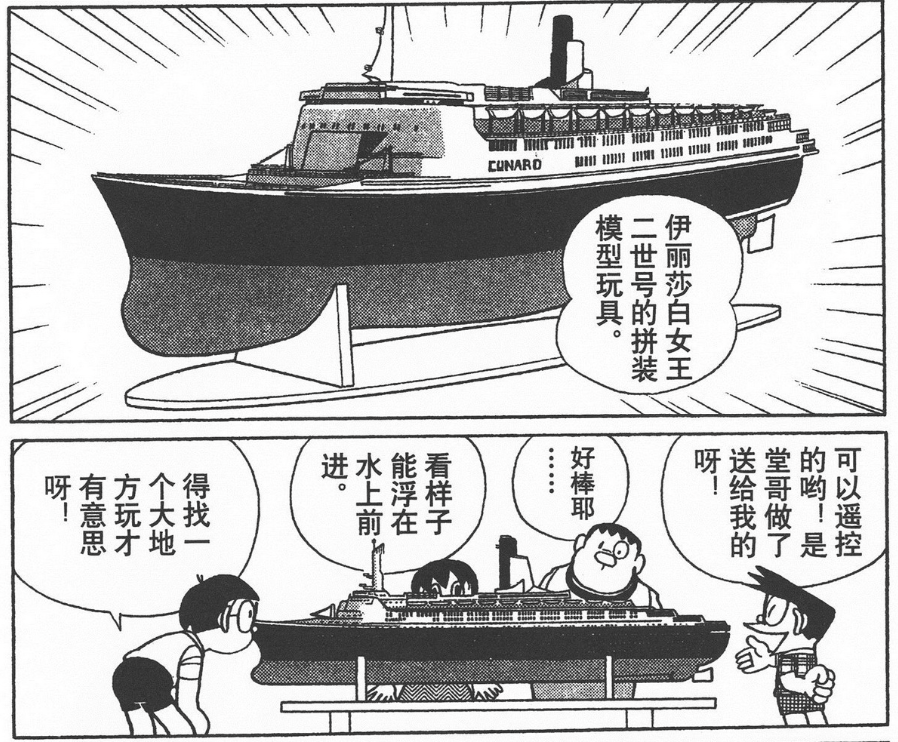 CUNARD
伊丽莎白女王
二世号的拼装
模型玩具。
可以遥控
的哟！是
堂哥做了
送给我的
呀！
好棒耶
……
看样子
能浮在
水上前
进。
得找一
个大地
方玩才
有意思
呀！